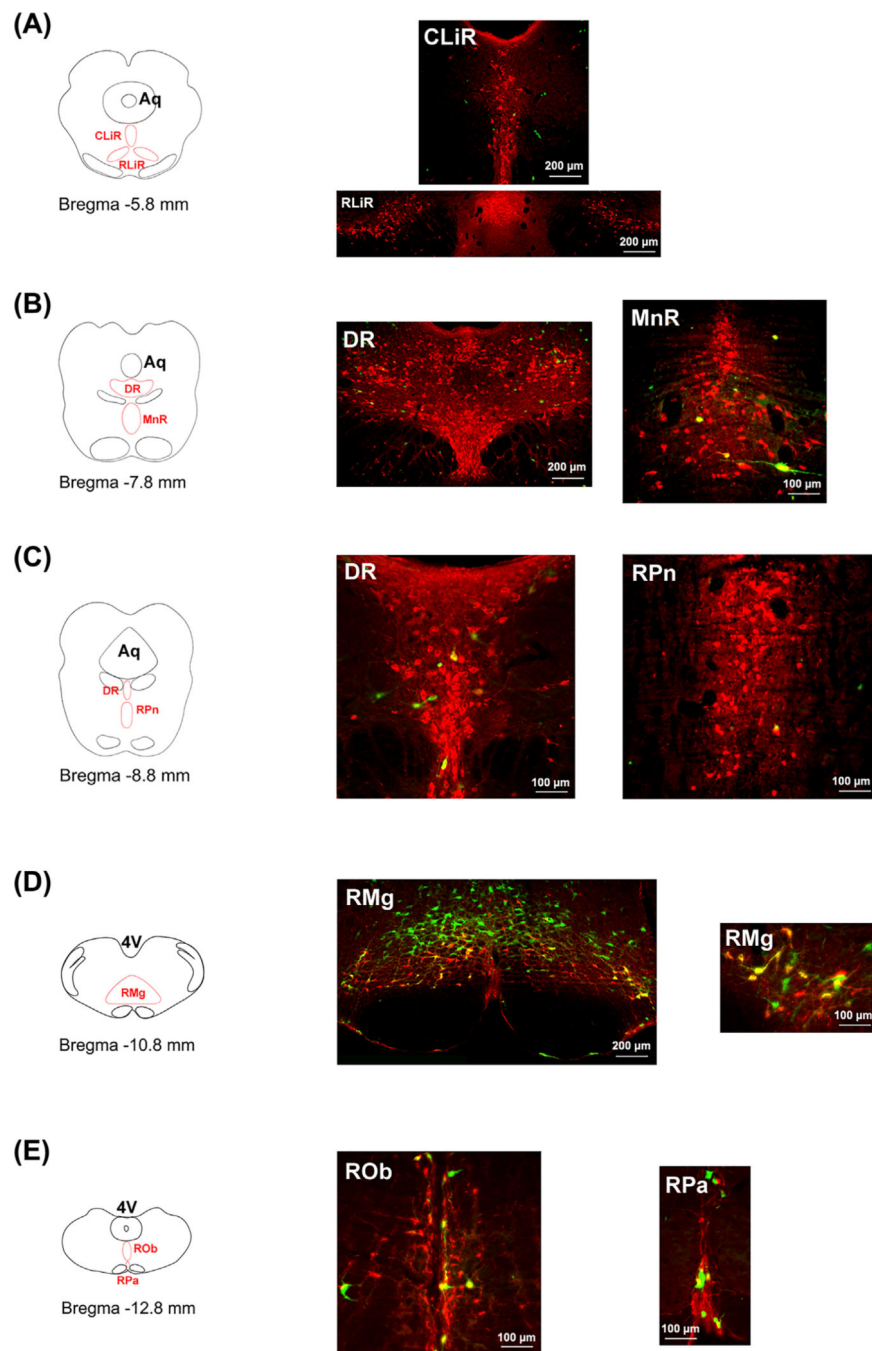 (A)
Aq
CLiR
RLiR
Bregma -5.8 mm
CLiR
200 µm
RLiR
200 µm
(B)
Aq
DR
MnR
Bregma -7.8 mm
DR
200 µm
MnR
100 µm
(C)
Aq
DR
RPn
Bregma -8.8 mm
DR
100 µm
RPn
100 µm
(D)
4V
RMg
Bregma -10.8 mm
RMg
200 µm
RMg
100 µm
(E)
4V
ROb
RPa
Bregma -12.8 mm
ROb
100 µm
RPa
100 µm